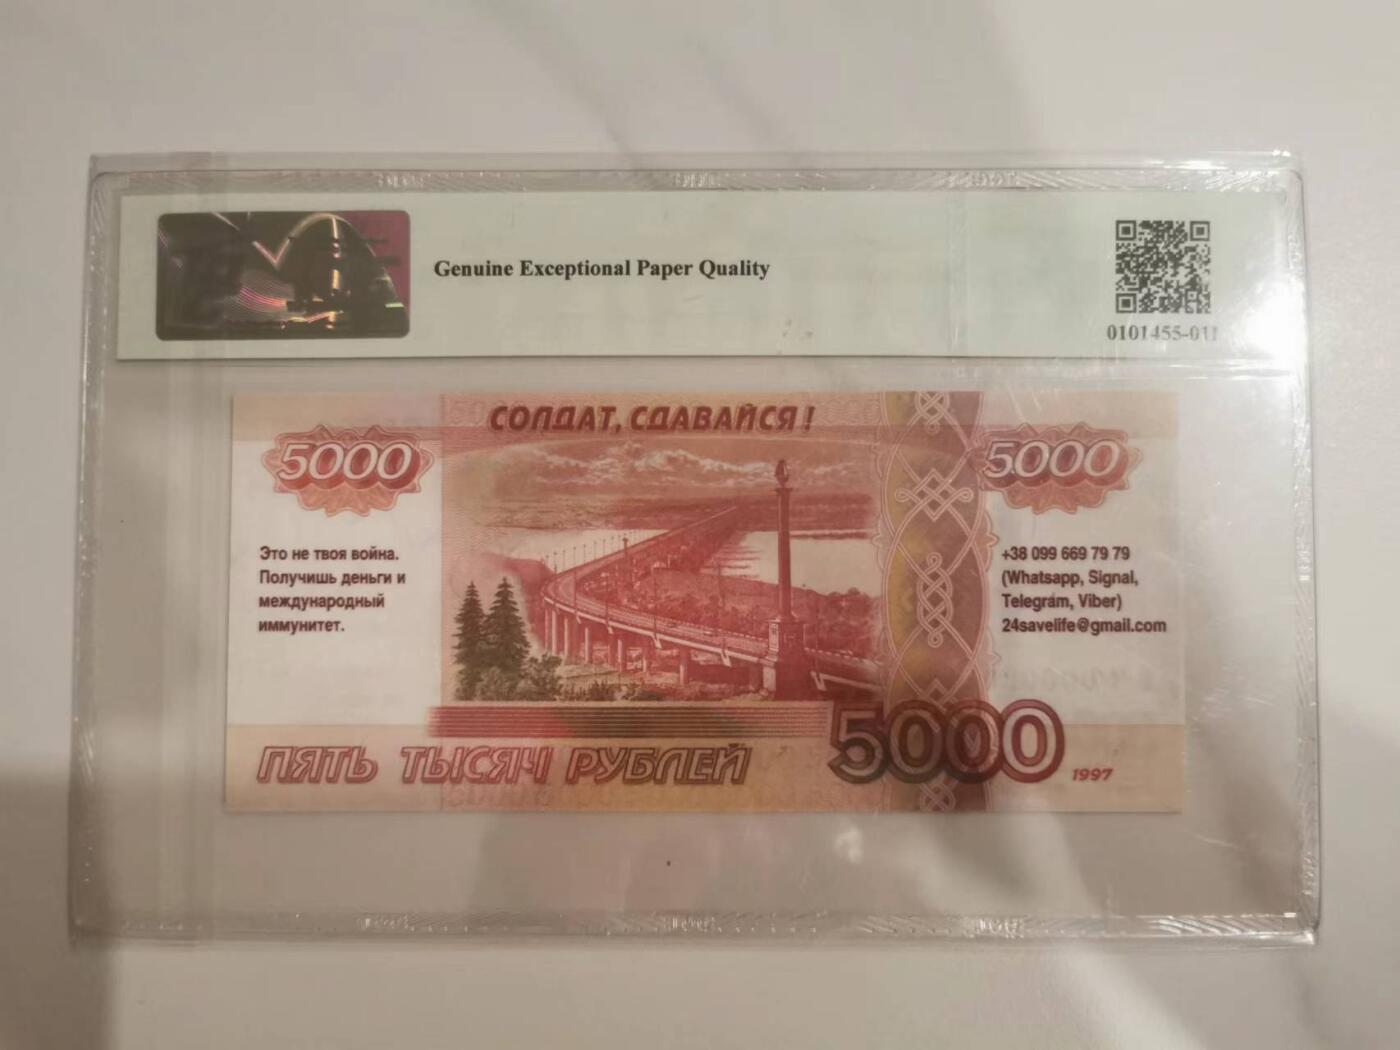 Genuine Exceptional Paper Quality
0101455-011
СОЛДАТ, СДАВАЙСЯ!
5000
5000
Это не твоя война.
Получишь деньги и
международный
иммунитет.
+38 099 669 79 79
(Whatsapp, Signal,
Telegram, Viber)
24savelife@gmail.com
ПЯТЬ ТЫСЯЧ РУБЛЕЙ
5000
1997